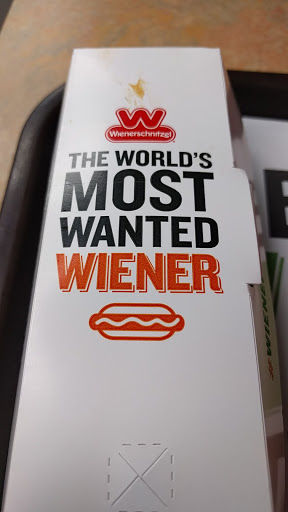 W
Wienerschnitzel
THE WORLD'S
MOST
WANTED
WIENER